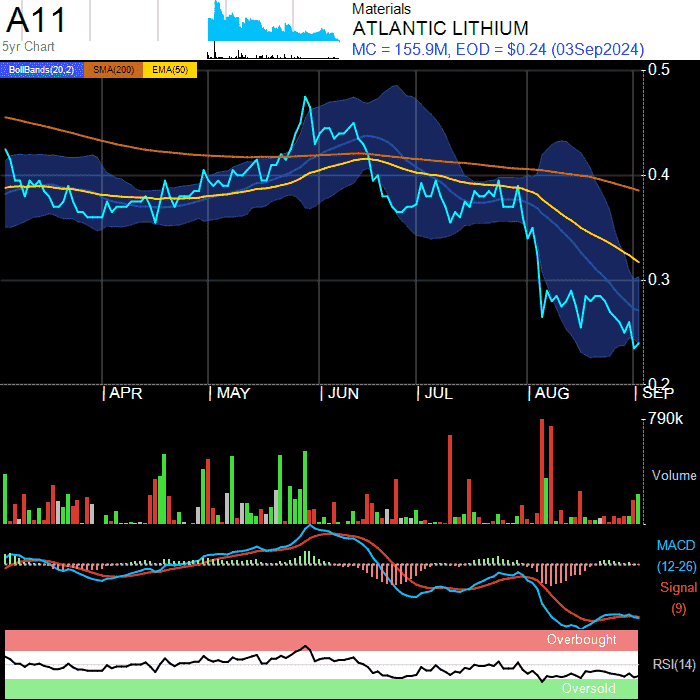 A11
5yr Chart
Materials
ATLANTIC LITHIUM
MC = 155.9M, EOD = $0.24 (03Sep2024)
BollBands(20,2) SMA(200) EMA(50)
0.5
0.4
0.3
0.2
APR MAY JUN JUL AUG SEP
790k
Volume
MACD
(12-26)
Signal
(9)
Overbought
RSI(14)
Oversold